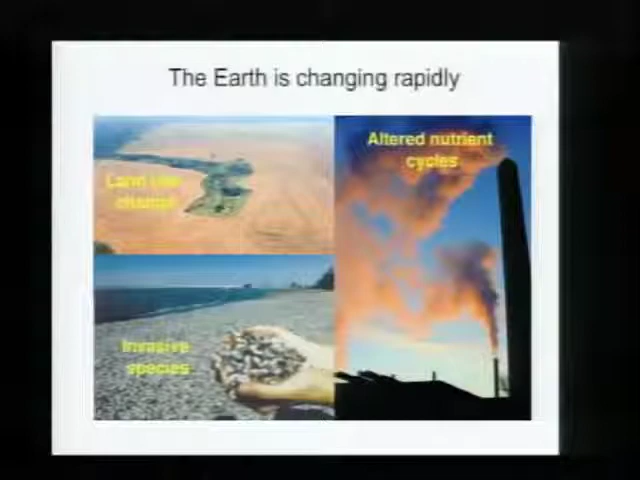 The Earth is changing rapidly
Land use
change
Altered nutrient
cycles
Invasive
species